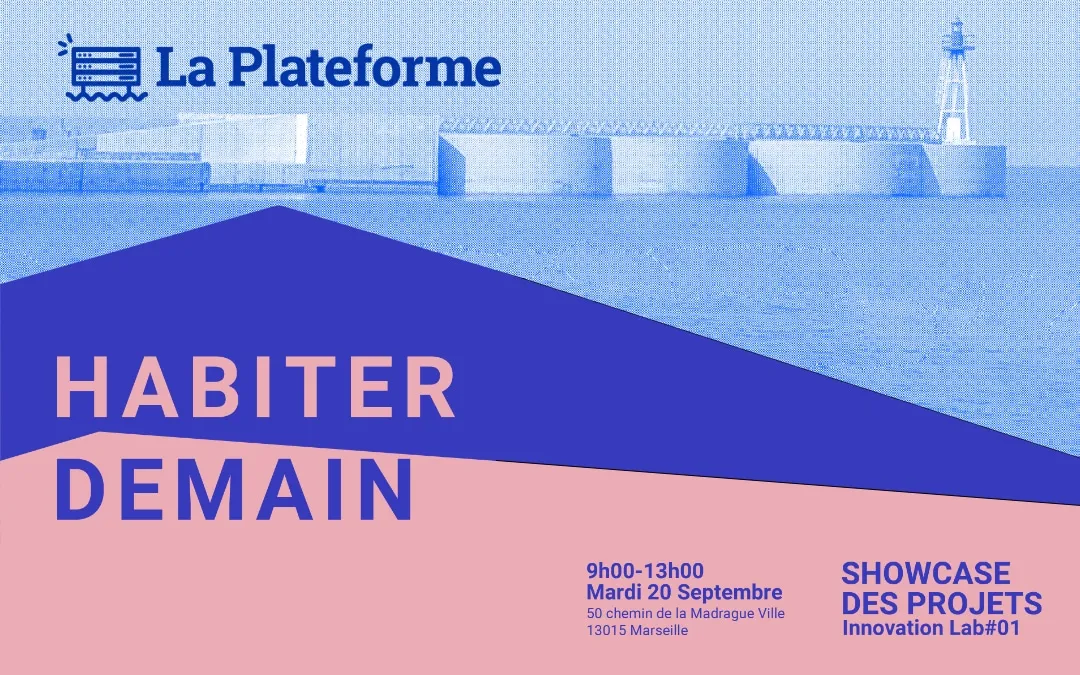 La Plateforme
HABITER
DEMAIN
9h00-13h00
Mardi 20 Septembre
50 chemin de la Madrague Ville
13015 Marseille
SHOWCASE
DES PROJETS
Innovation Lab#01